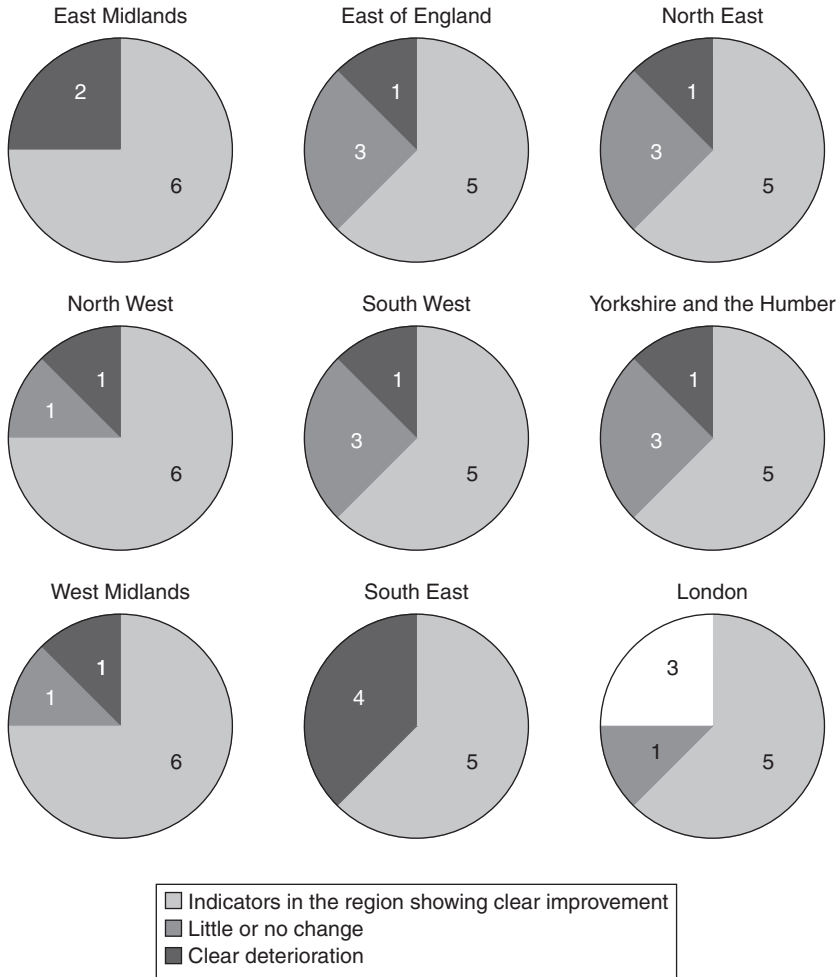 East Midlands
East of England
North East
2
6
1
3
5
1
3
5
North West
South West
Yorkshire and the Humber
1
1
6
1
3
5
1
3
5
West Midlands
South East
London
1
1
6
4
5
3
1
5
Indicators in the region showing clear improvement
Little or no change
Clear deterioration